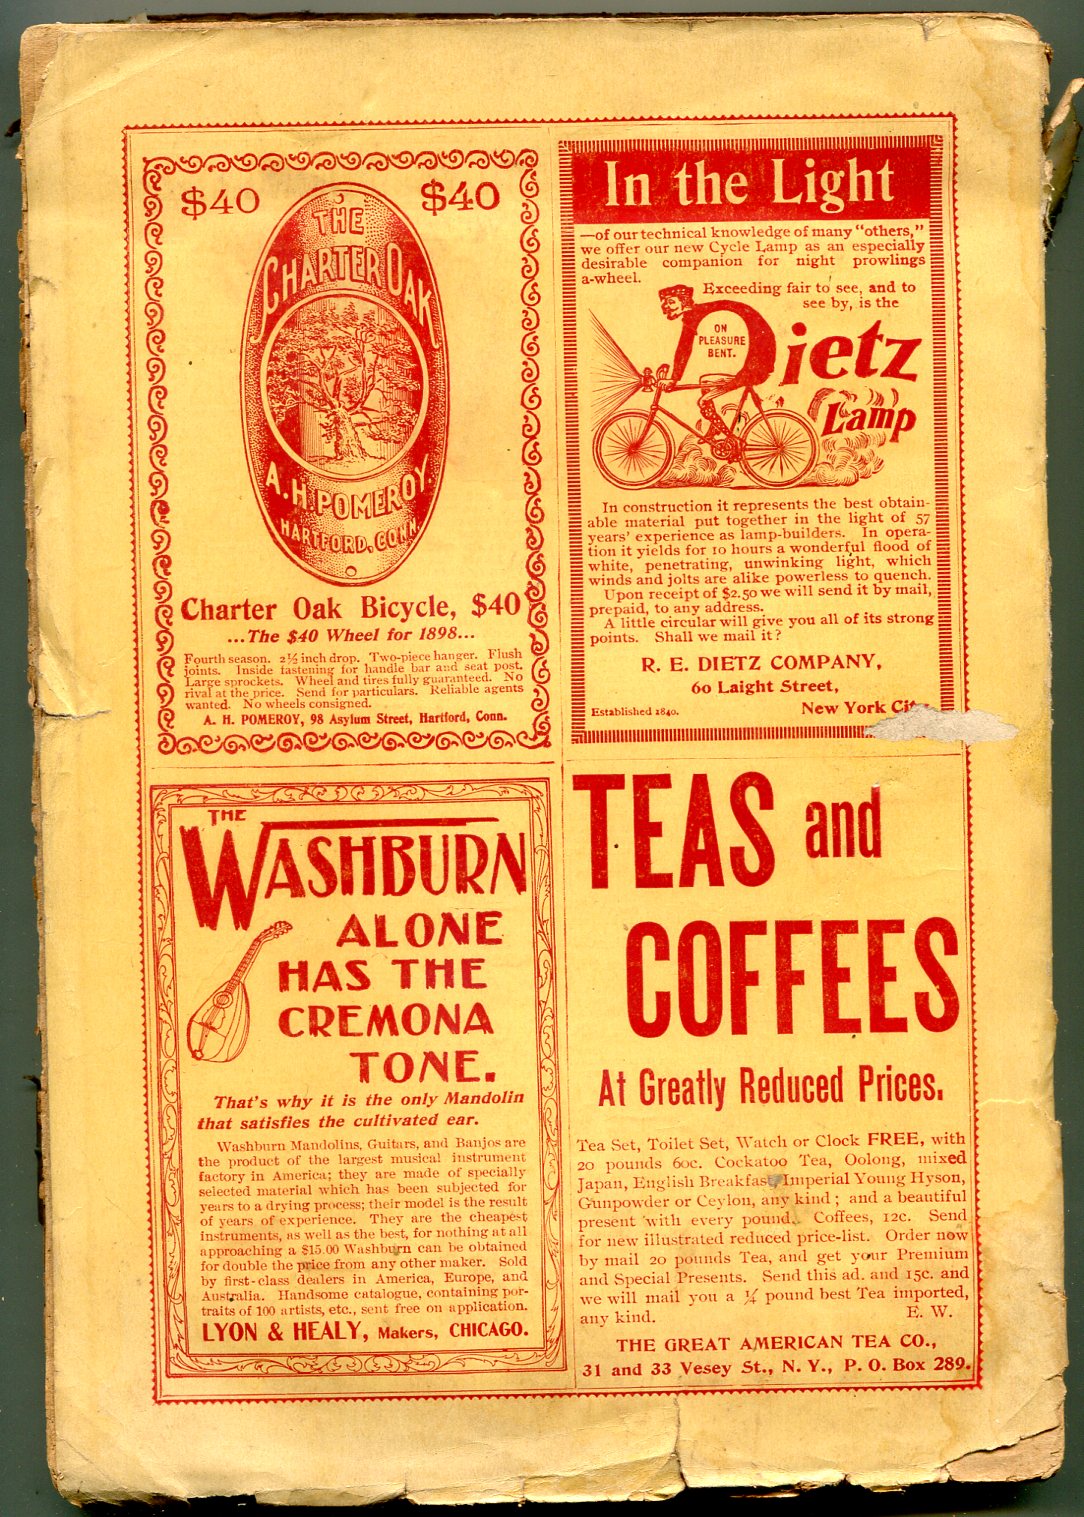 $40
$40
THE
CHARTER OAK
A. H. POMEROY.
HARTFORD, CONN.
Charter Oak Bicycle, $40
...The $40 Wheel for 1898...
Fourth season. 2½ inch drop. Two-piece hanger. Flush
joints. Inside fastening for handle bar and seat post.
Large sprockets. Wheel and tires fully guaranteed. No
rival at the price. Send for particulars. Reliable agents
wanted. No wheels consigned.
A. H. POMEROY, 98 Asylum Street, Hartford, Conn.
In the Light
—of our technical knowledge of many "others,"
we offer our new Cycle Lamp as an especially
desirable companion for night prowlings
a-wheel.
Exceeding fair to see, and to
see by, is the
ON
PLEASURE
BENT.
Dietz
Lamp
In construction it represents the best obtain-
able material put together in the light of 57
years' experience as lamp-builders. In opera-
tion it yields for 10 hours a wonderful flood of
white, penetrating, unwinking light, which
winds and jolts are alike powerless to quench.
Upon receipt of $2.50 we will send it by mail,
prepaid, to any address.
A little circular will give you all of its strong
points. Shall we mail it?
R. E. DIETZ COMPANY,
60 Laight Street,
Established 1840.
New York City.
THE
WASHBURN
ALONE
HAS THE
CREMONA
TONE.
That's why it is the only Mandolin
that satisfies the cultivated ear.
Washburn Mandolins, Guitars, and Banjos are
the product of the largest musical instrument
factory in America; they are made of specially
selected material which has been subjected for
years to a drying process; their model is the result
of years of experience. They are the cheapest
instruments, as well as the best, for nothing at all
approaching a $15.00 Washburn can be obtained
for double the price from any other maker. Sold
by first-class dealers in America, Europe, and
Australia. Handsome catalogue, containing por-
traits of 100 artists, etc., sent free on application.
LYON & HEALY, Makers, CHICAGO.
TEAS and
COFFEES
At Greatly Reduced Prices.
Tea Set, Toilet Set, Watch or Clock FREE, with
20 pounds 60c. Cockatoo Tea, Oolong, mixed
Japan, English Breakfast, Imperial Young Hyson,
Gunpowder or Ceylon, any kind; and a beautiful
present with every pound. Coffees, 12c. Send
for new illustrated reduced price-list. Order now
by mail 20 pounds Tea, and get your Premium
and Special Presents. Send this ad. and 15c. and
we will mail you a ¼ pound best Tea imported,
any kind. E. W.
THE GREAT AMERICAN TEA CO.,
31 and 33 Vesey St., N. Y., P. O. Box 289.